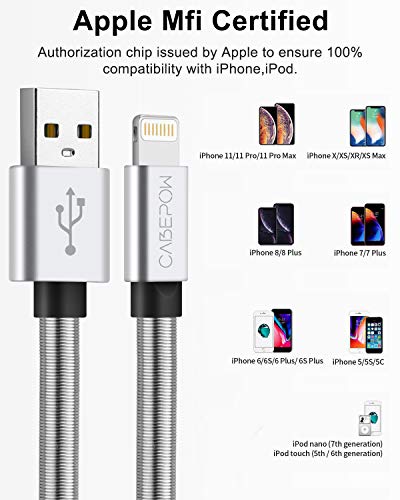 Apple Mfi Certified
Authorization chip issued by Apple to ensure 100%
compatibility with iPhone,iPod.
CABEPOW
iPhone 11/11 Pro/11 Pro Max
iPhone X/XS/XR/XS Max
iPhone 8/8 Plus
iPhone 7/7 Plus
iPhone 6/6S/6 Plus/ 6S Plus
iPhone 5/5S/5C
iPod nano (7th generation)
iPod touch (5th / 6th generation)